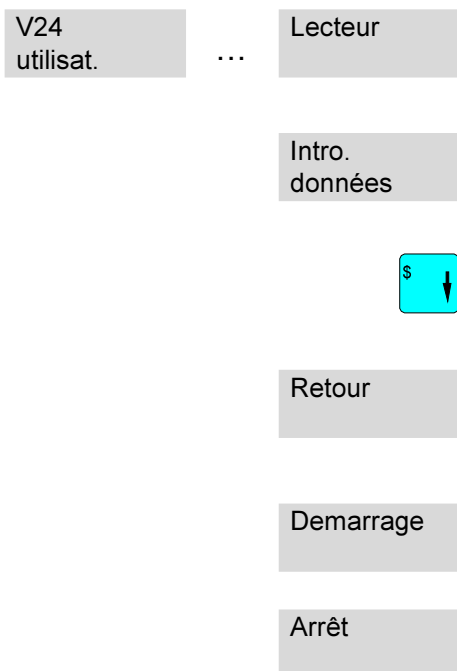 V24
utilisat.
...
Lecteur
Intro.
données
$
Retour
Demarrage
Arrêt